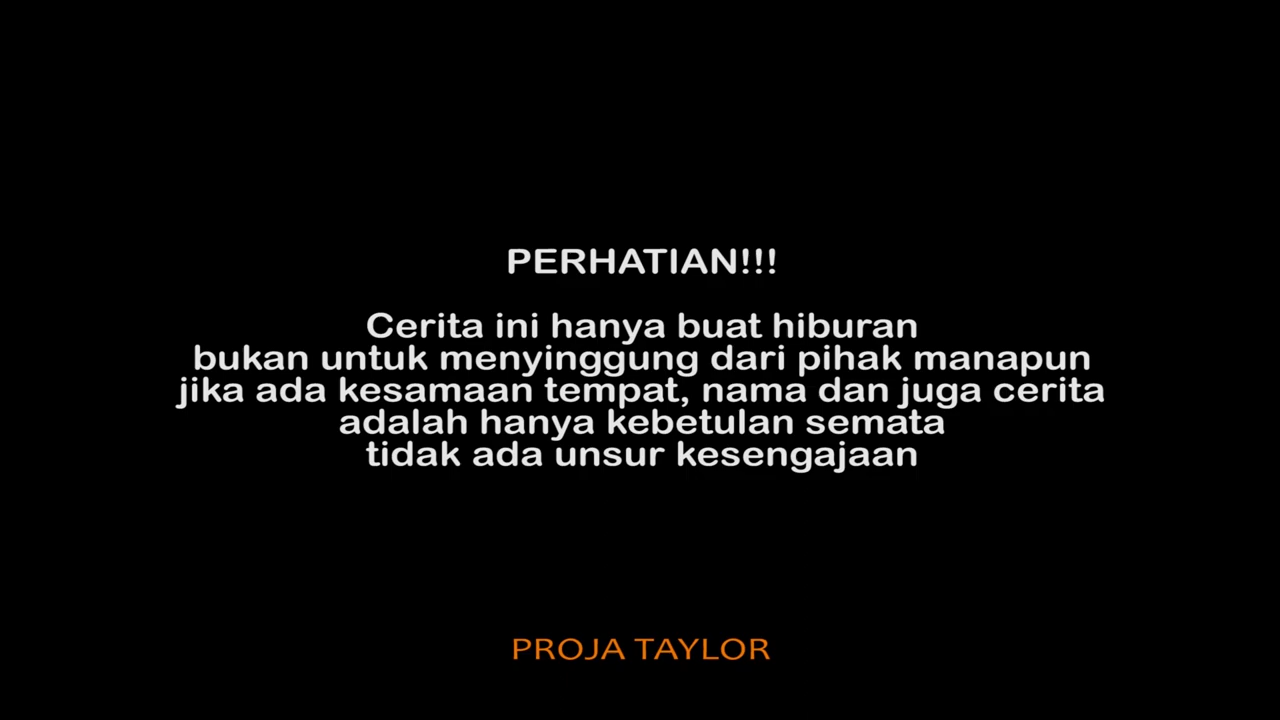 PERHATIAN!!!
Cerita ini hanya buat hiburan
bukan untuk menyinggung dari pihak manapun
jika ada kesamaan tempat, nama dan juga cerita
adalah hanya kebetulan semata
tidak ada unsur kesengajaan
PROJA TAYLOR